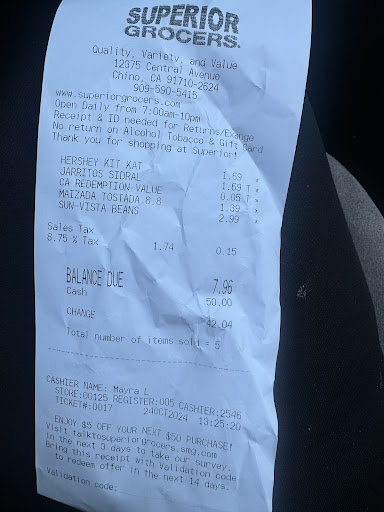 SUPERIOR
GROCERS.
Quality, Variety, and Value
12375 Central Avenue
Chino, CA 91710-2624
909-590-5415
www.superiorgrocers.com
Open Daily from 7:00am-10pm
Receipt & ID needed for Returns/Exange
No return on Alcohol Tobacco & Gift Card
Thank you for shopping at Superior!
HERSHEY KIT KAT 1.69 *
JARRITOS SIDRAL 1.69 T *
CA REDEMPTION VALUE 0.05 T *
MAIZADA TOSTADA 8.8 1.39 *
SUN-VISTA BEANS 2.99 *
Sales Tax
8.75 % Tax 1.74 0.15
BALANCE DUE 7.96
Cash 50.00
CHANGE 42.04
Total number of items sold = 5
CASHIER NAME: Mayra L
STORE:00125 REGISTER:005 CASHIER:2546
TICKET#:0017 24OCT2024 13:25:20
ENJOY $5 OFF YOUR NEXT $50 PURCHASE!
Visit talktosuperiorgrocers.smg.com
in the next 3 days to take our survey.
Bring this receipt with Validation code
to redeem offer in the next 14 days.
Validation code: